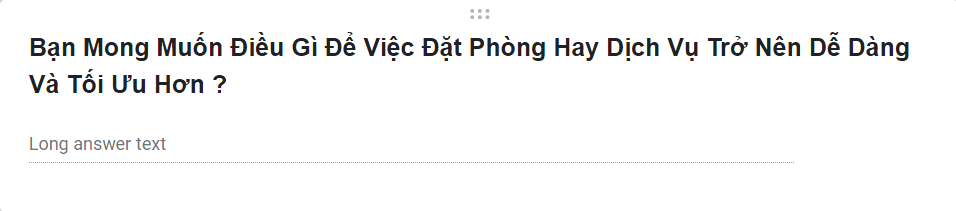 Bạn Mong Muốn Điều Gì Để Việc Đặt Phòng Hay Dịch Vụ Trở Nên Dễ Dàng
Và Tối Ưu Hơn ?
Long answer text